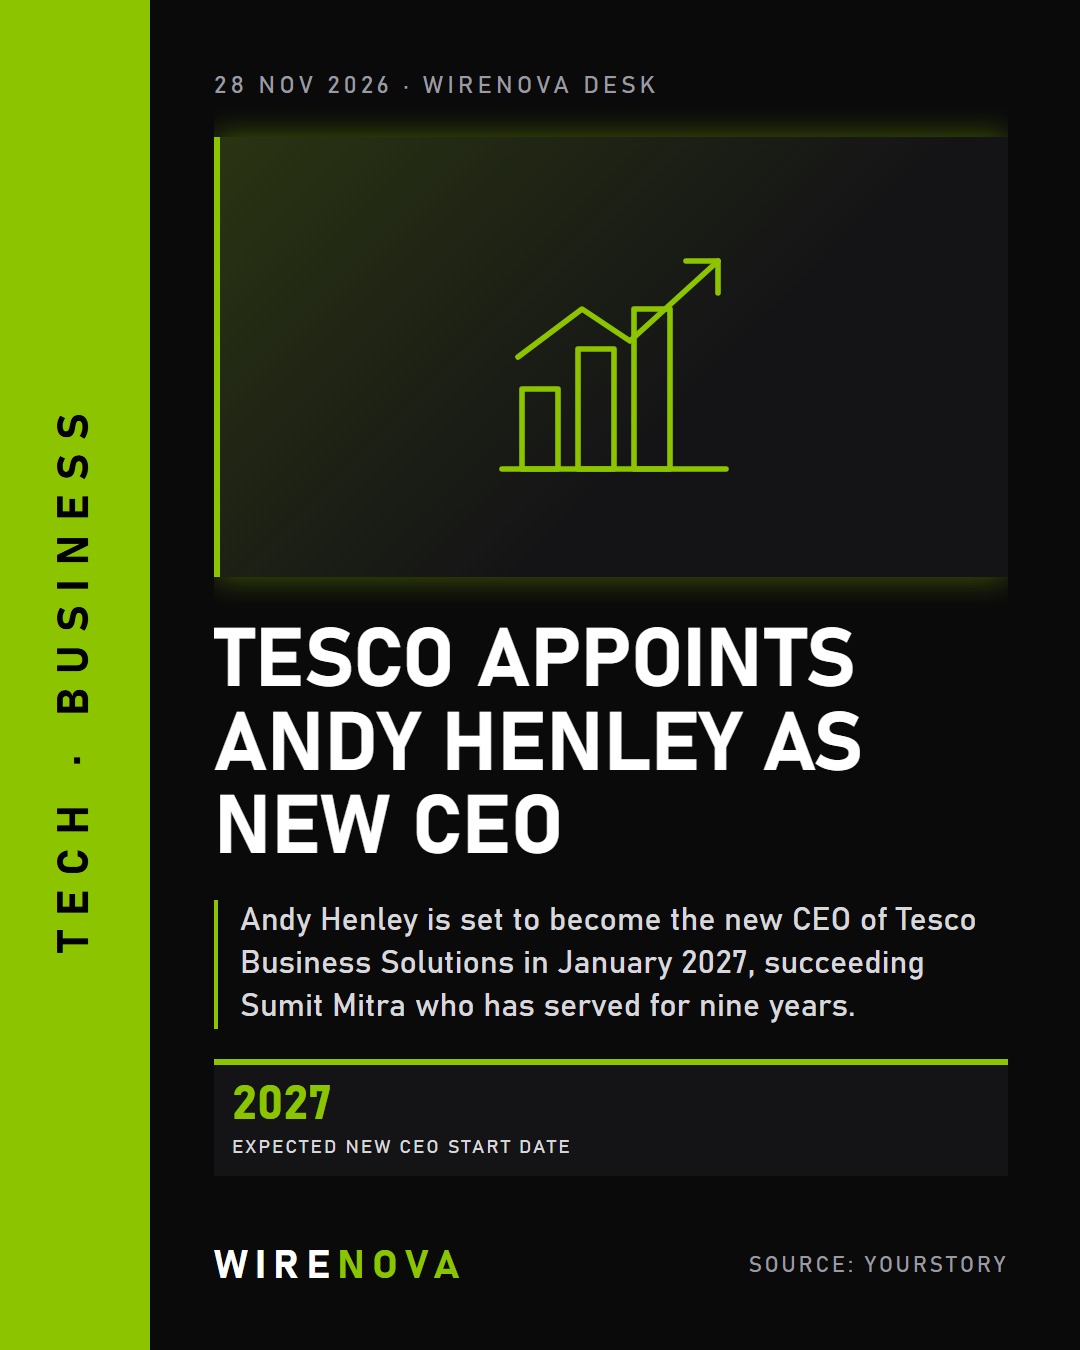 TECH · BUSINESS
28 NOV 2026 · WIRENOVA DESK
TESCO APPOINTS
ANDY HENLEY AS
NEW CEO
Andy Henley is set to become the new CEO of Tesco
Business Solutions in January 2027, succeeding
Sumit Mitra who has served for nine years.
2027
EXPECTED NEW CEO START DATE
WIRENOVA
SOURCE: YOURSTORY